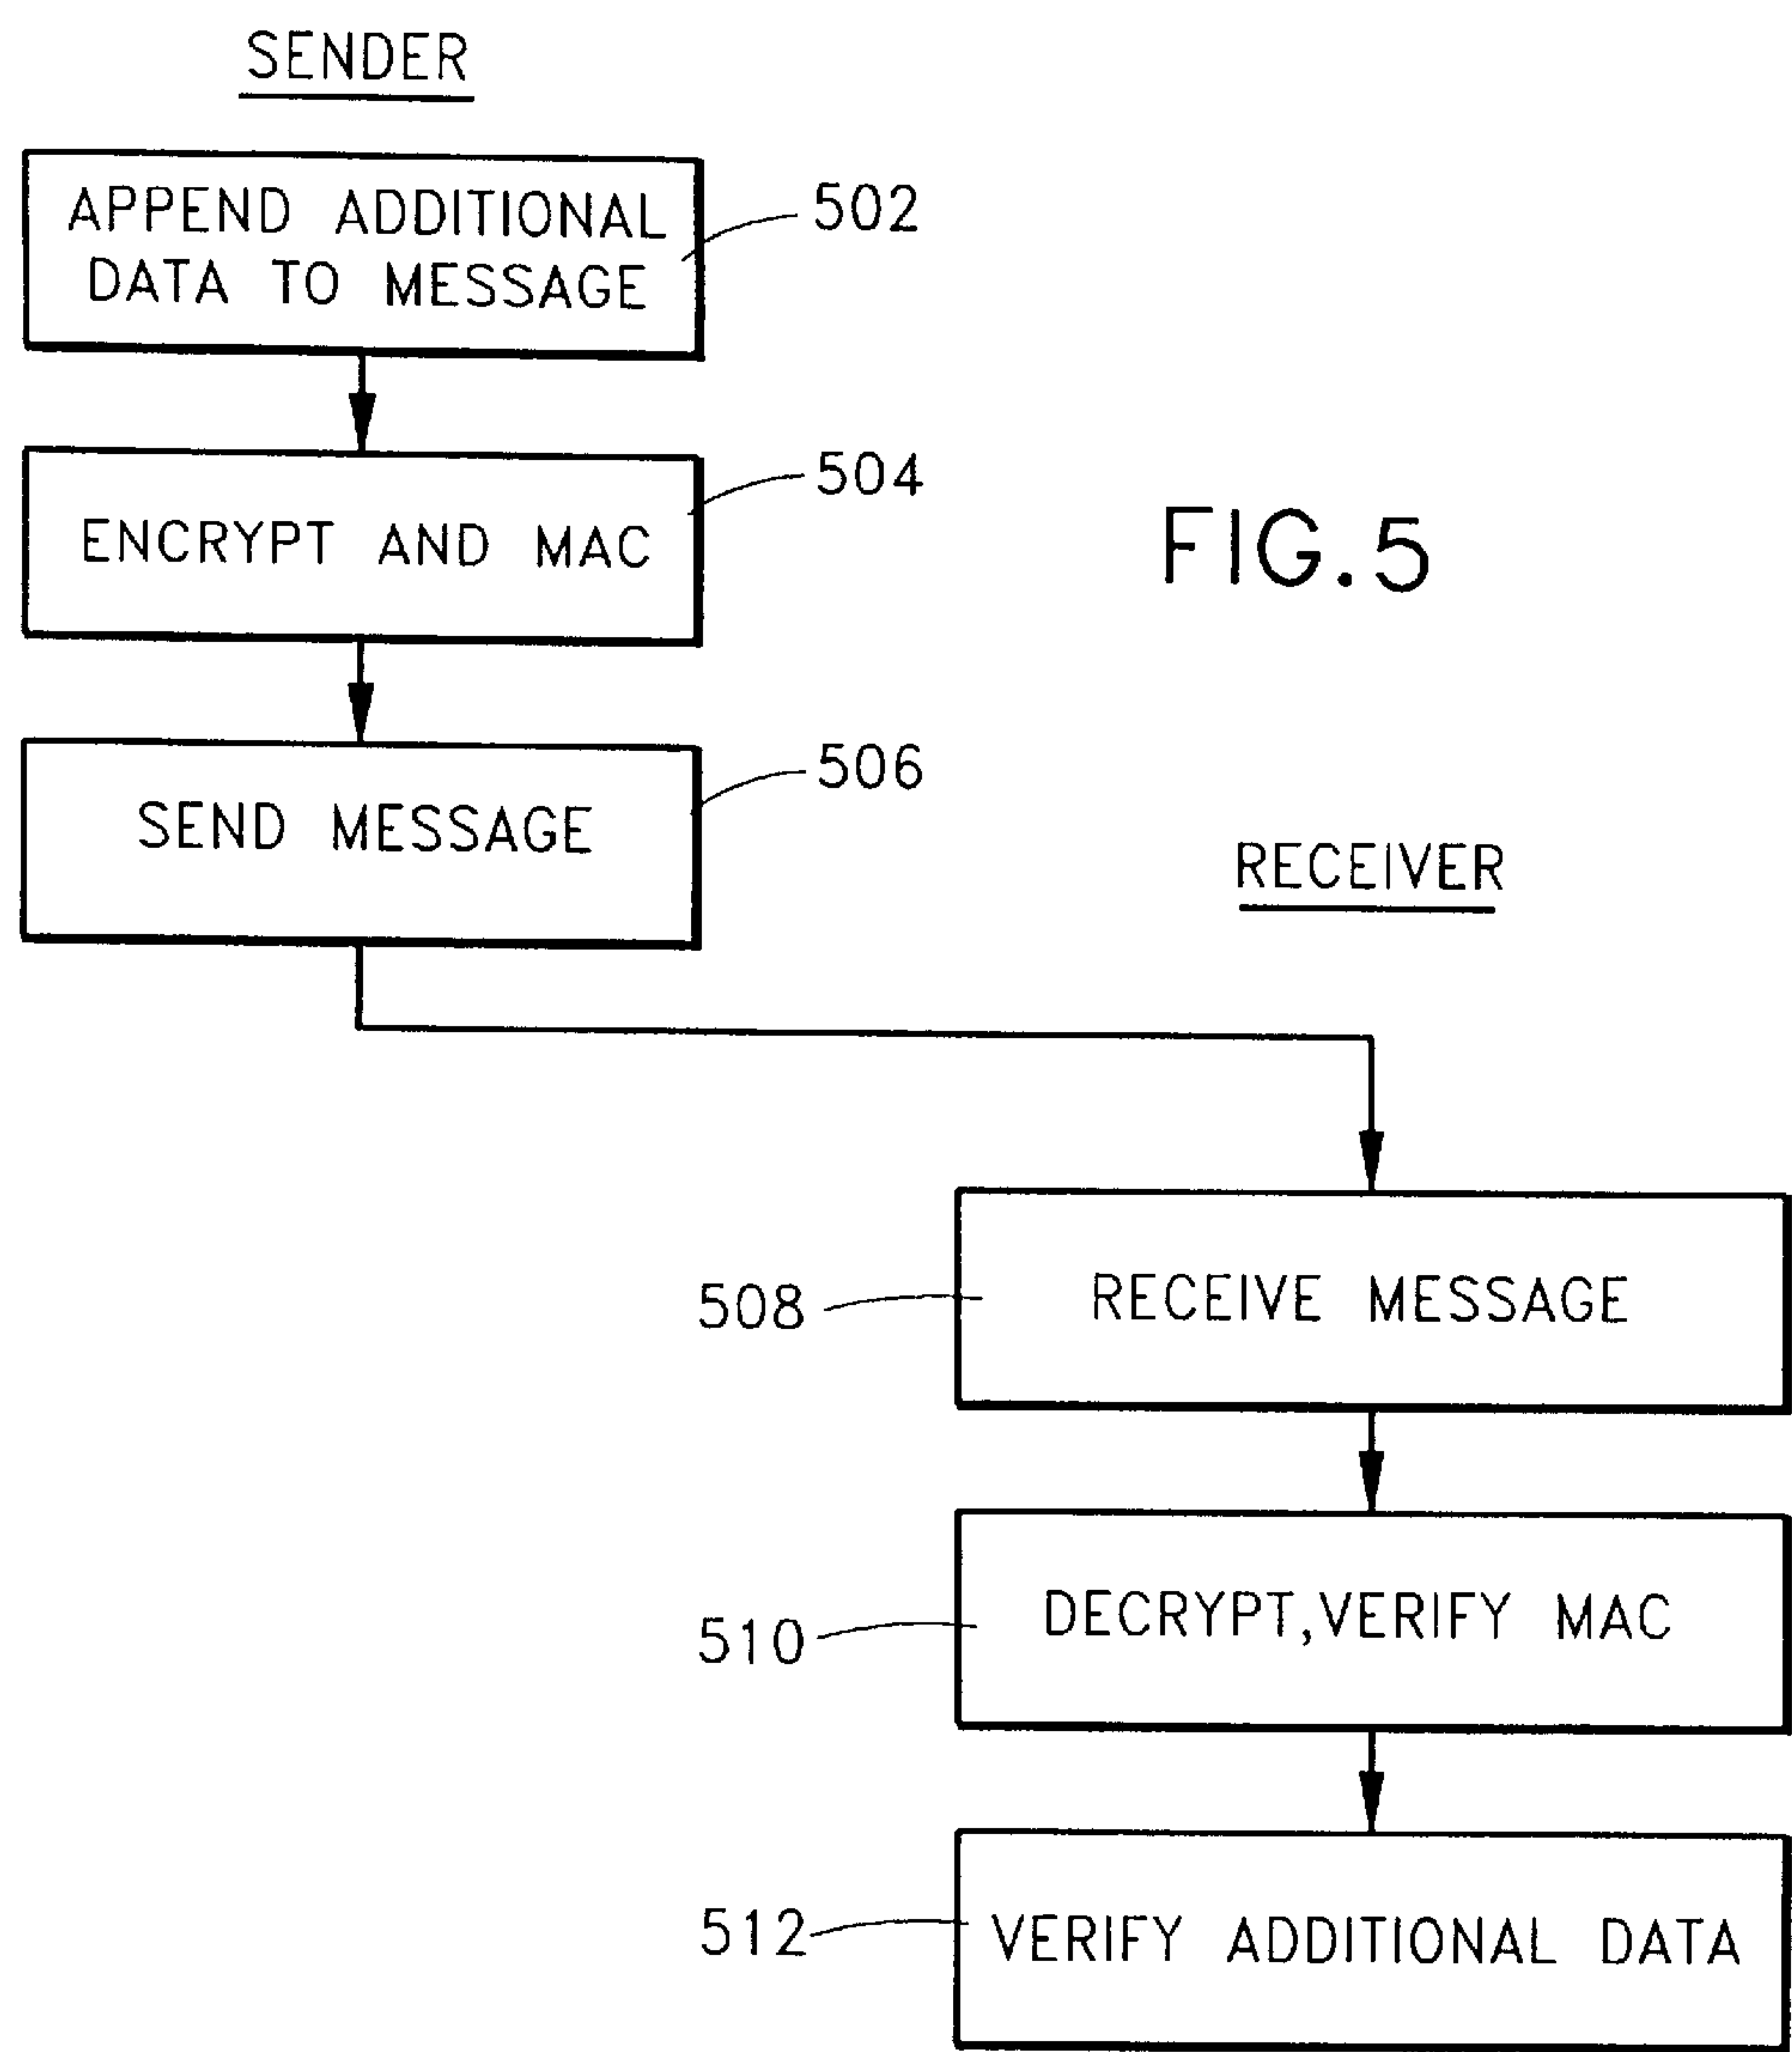 SENDER
APPEND ADDITIONAL
DATA TO MESSAGE
502
ENCRYPT AND MAC
504
FIG.5
SEND MESSAGE
506
RECEIVER
508
RECEIVE MESSAGE
510
DECRYPT,VERIFY MAC
512
VERIFY ADDITIONAL DATA